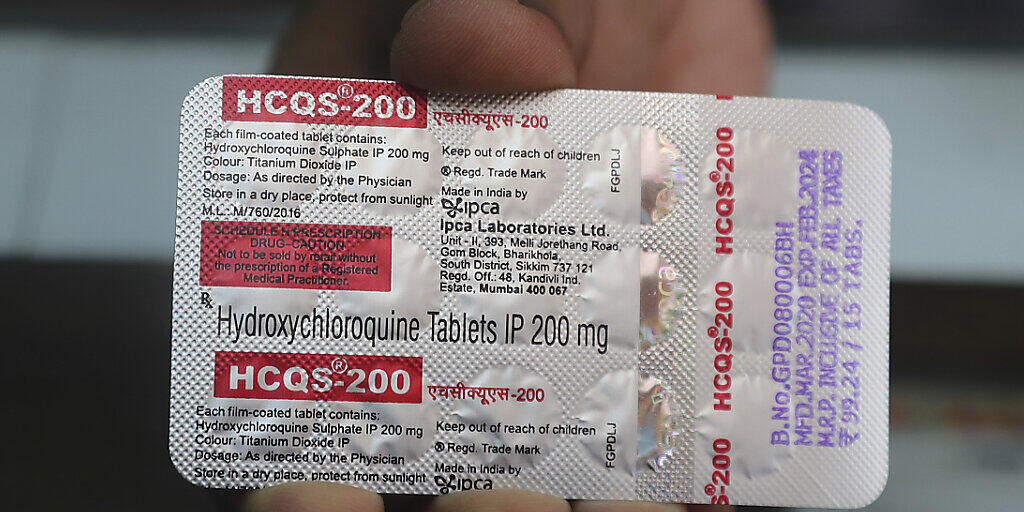 HCQS®-200
एचसीक्यूएस-200
Each film-coated tablet contains:
Hydroxychloroquine Sulphate IP 200 mg
Colour: Titanium Dioxide IP
Dosage: As directed by the Physician
Store in a dry place, protect from sunlight
M.L.: M/760/2016
SCHEDULE H PRESCRIPTION
DRUG-CAUTION
Not to be sold by retail without
the prescription of a Registered
Medical Practitioner.
Keep out of reach of children
® Regd. Trade Mark
Made in India by
ipca
Ipca Laboratories Ltd.
Unit - II, 393, Melli Jorethang Road,
Gom Block, Bharikhola,
South District, Sikkim 737 121
Regd. Off.: 48, Kandivli Ind.
Estate, Mumbai 400 067
FGPDLJ
Rx
Hydroxychloroquine Tablets IP 200 mg
HCQS®-200
एचसीक्यूएस-200
Each film-coated tablet contains:
Hydroxychloroquine Sulphate IP 200 mg
Colour: Titanium Dioxide IP
Dosage: As directed by the Physician
Store in a dry place, protect from sunlight
Keep out of reach of children
® Regd. Trade Mark
Made in India by
ipca
FGPDLJ
HCQS®-200
HCQS®-200
S®-200
B.No.GPD080006BH
MFD.MAR.2020 EXP.FEB.2024
M.R.P. INCLUSIVE OF ALL TAXES
₹ 99.24 / 15 TABS.